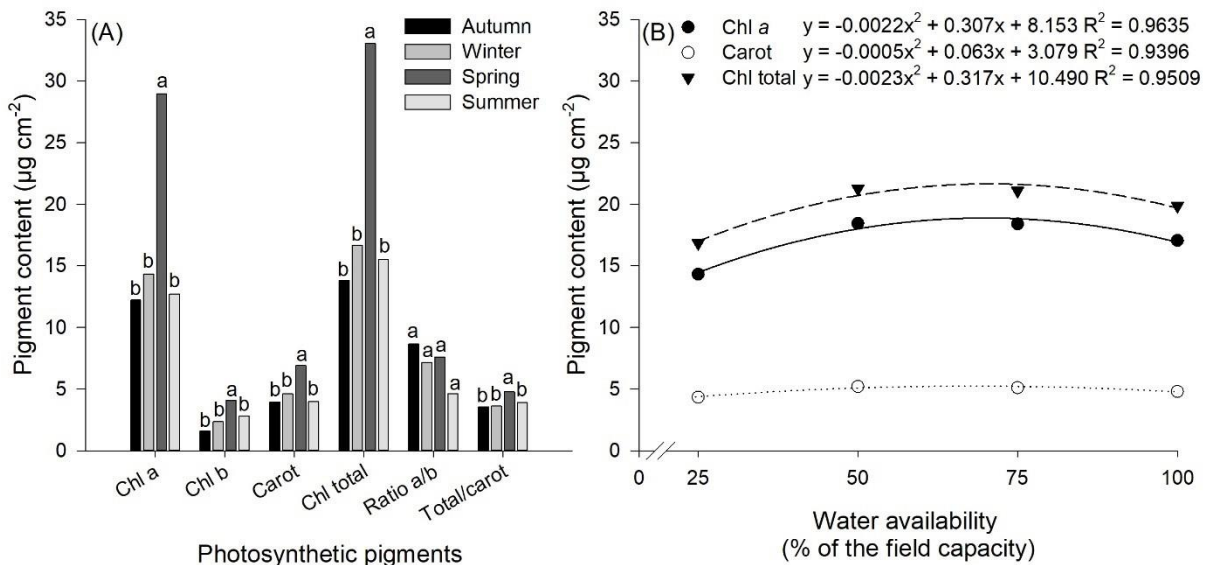 (A)
Autumn
Winter
Spring
Summer
Pigment content (µg cm⁻²)
35
30
25
20
15
10
5
0
b b a b
b b a b
b b a b
b b a b
a a a a
b b a b
Chl a
Chl b
Carot
Chl total
Ratio a/b
Total/carot
Photosynthetic pigments
(B)
Chl a y = -0.0022x² + 0.307x + 8.153 R² = 0.9635
Carot y = -0.0005x² + 0.063x + 3.079 R² = 0.9396
Chl total y = -0.0023x² + 0.317x + 10.490 R² = 0.9509
Pigment content (µg cm⁻²)
35
30
25
20
15
10
5
0
0 25 50 75 100
Water availability
(% of the field capacity)